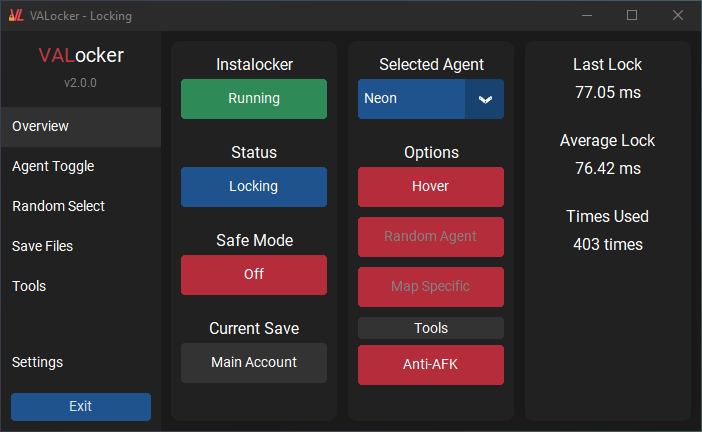 VALocker - Locking
VALocker
v2.0.0
Overview
Agent Toggle
Random Select
Save Files
Tools
Settings
Exit
Instalocker
Running
Status
Locking
Safe Mode
Off
Current Save
Main Account
Selected Agent
Neon
Options
Hover
Random Agent
Map Specific
Tools
Anti-AFK
Last Lock
77.05 ms
Average Lock
76.42 ms
Times Used
403 times